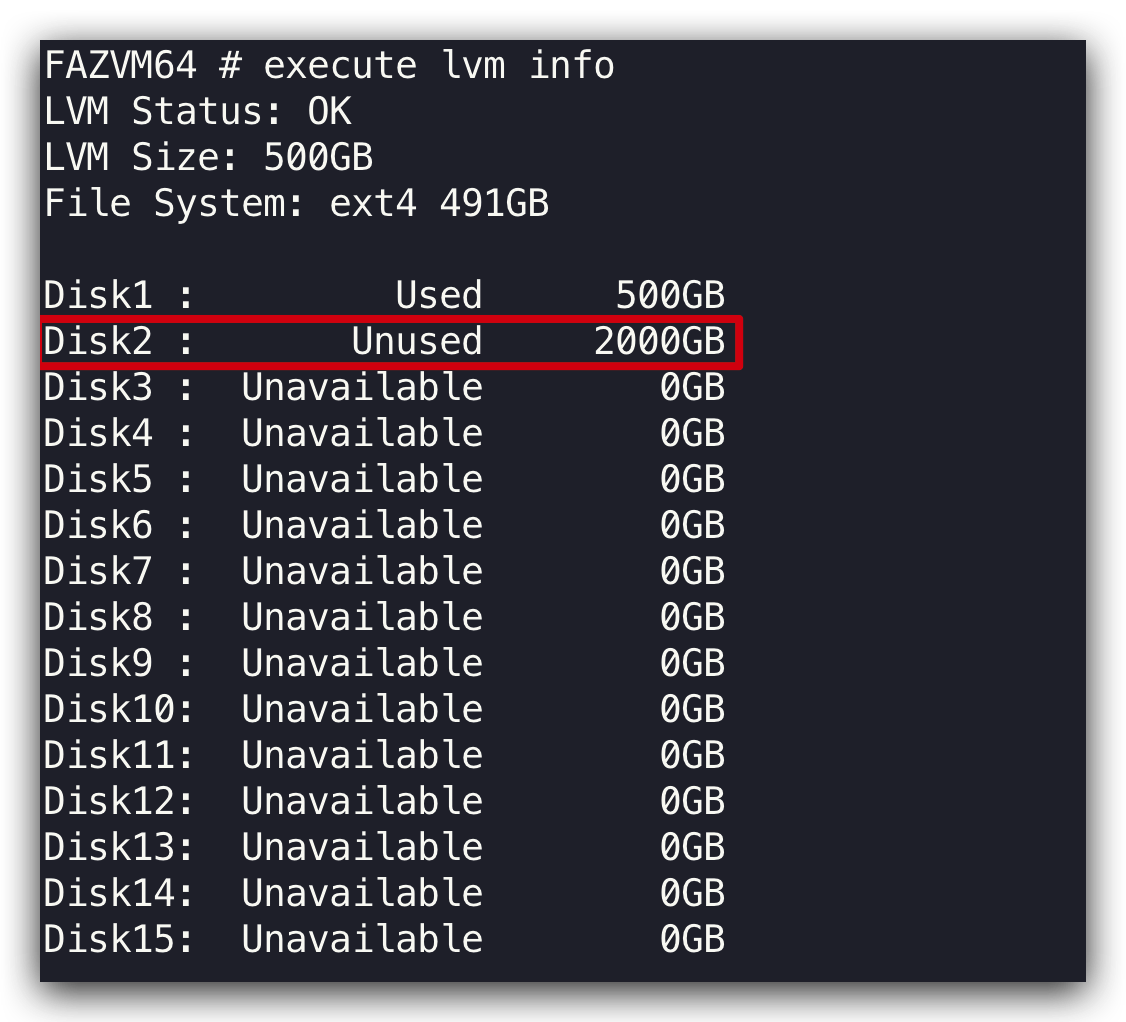 FAZVM64 # execute lvm info
LVM Status: OK
LVM Size: 500GB
File System: ext4 491GB
Disk1 : Used 500GB
Disk2 : Unused 2000GB
Disk3 : Unavailable 0GB
Disk4 : Unavailable 0GB
Disk5 : Unavailable 0GB
Disk6 : Unavailable 0GB
Disk7 : Unavailable 0GB
Disk8 : Unavailable 0GB
Disk9 : Unavailable 0GB
Disk10: Unavailable 0GB
Disk11: Unavailable 0GB
Disk12: Unavailable 0GB
Disk13: Unavailable 0GB
Disk14: Unavailable 0GB
Disk15: Unavailable 0GB